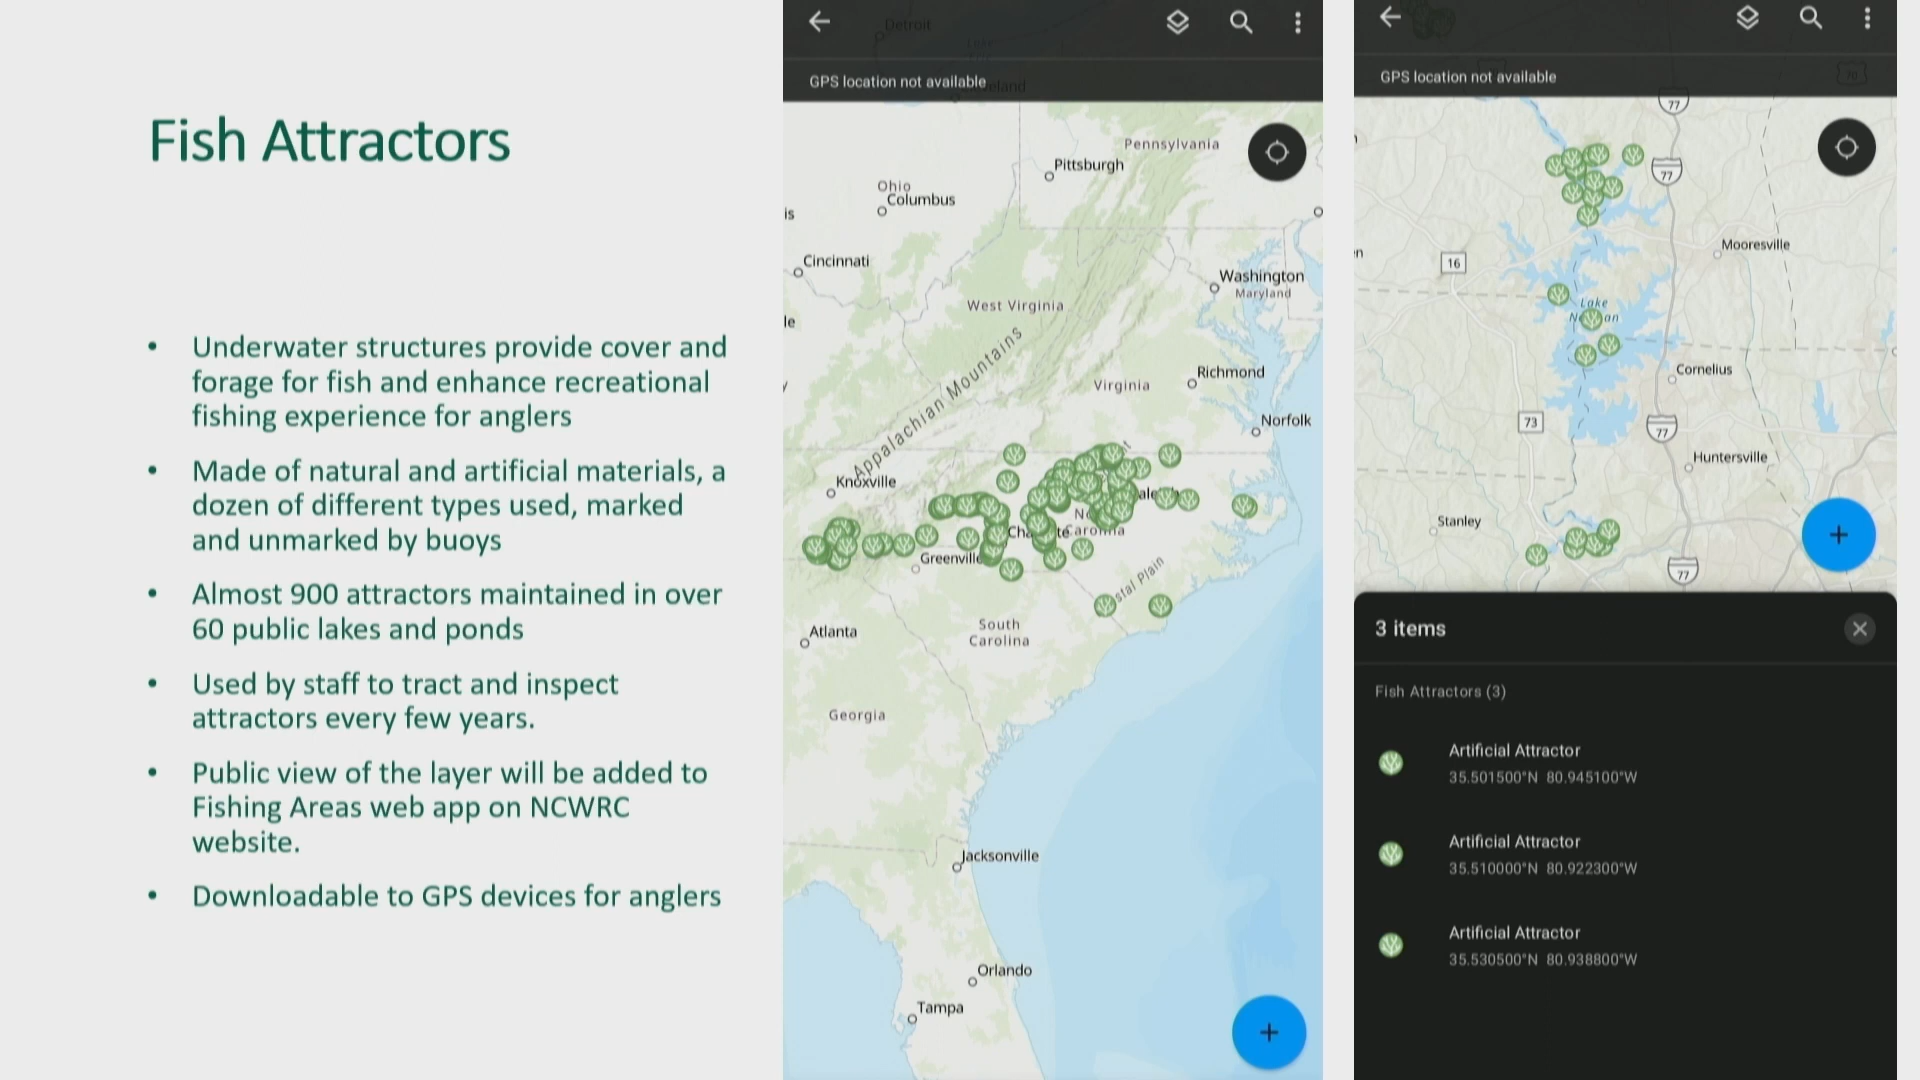 Fish Attractors
• Underwater structures provide cover and
forage for fish and enhance recreational
fishing experience for anglers
• Made of natural and artificial materials, a
dozen of different types used, marked
and unmarked by buoys
• Almost 900 attractors maintained in over
60 public lakes and ponds
• Used by staff to tract and inspect
attractors every few years.
• Public view of the layer will be added to
Fishing Areas web app on NCWRC
website.
• Downloadable to GPS devices for anglers
Detroit
GPS location not available
Pennsylvania
Pittsburgh
Ohio
Columbus
is
Cincinnati
Washington
Maryland
West Virginia
le
Appalachian Mountains
Richmond
Virginia
Norfolk
Knoxville
Carolina
Greenville
stal Plain
Atlanta
South
Carolina
Georgia
Jacksonville
Orlando
Tampa
+
GPS location not available
70
77
77
Mooresville
16
Lake
Cornelius
73
77
Huntersville
Stanley
+
77
3 items
Fish Attractors (3)
Artificial Attractor
35.501500°N 80.945100°W
Artificial Attractor
35.510000°N 80.922300°W
Artificial Attractor
35.530500°N 80.938800°W